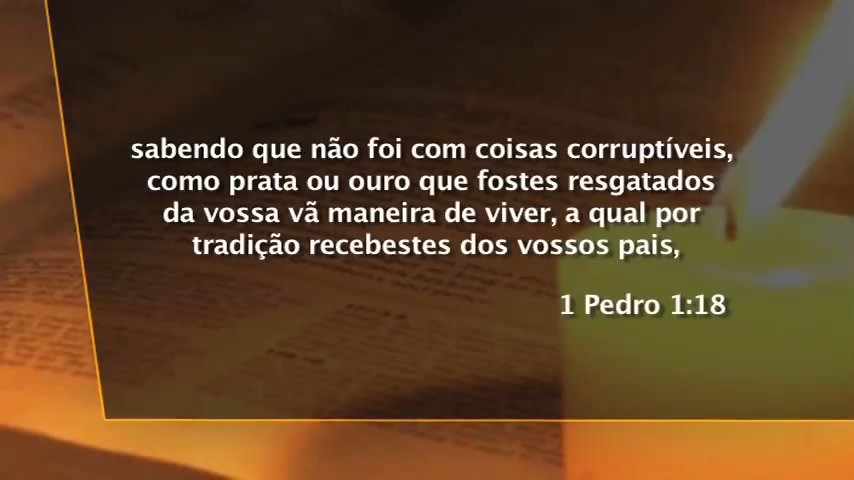 sabendo que não foi com coisas corruptíveis,
como prata ou ouro que fostes resgatados
da vossa vã maneira de viver, a qual por
tradição recebestes dos vossos pais,
1 Pedro 1:18